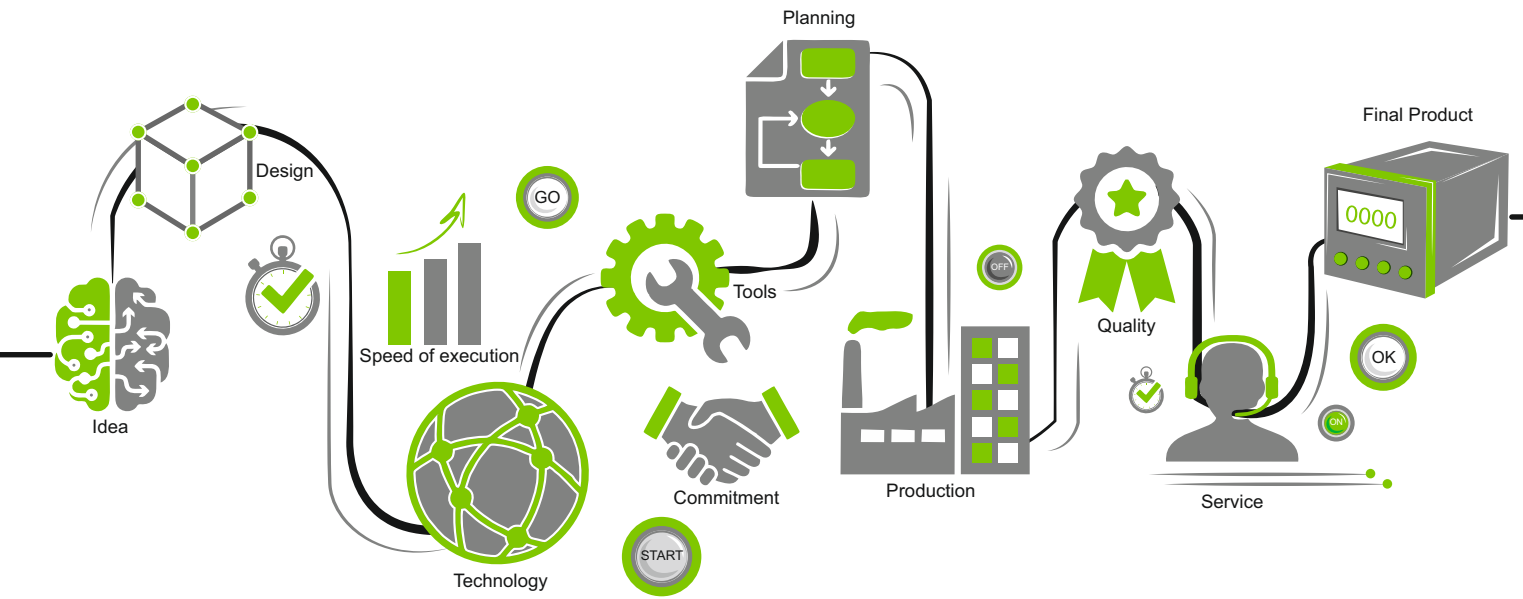 Planning
Final Product
Design
GO
0000
OFF
Tools
Quality
Speed of execution
OK
ON
Idea
Production
Commitment
Service
START
Technology